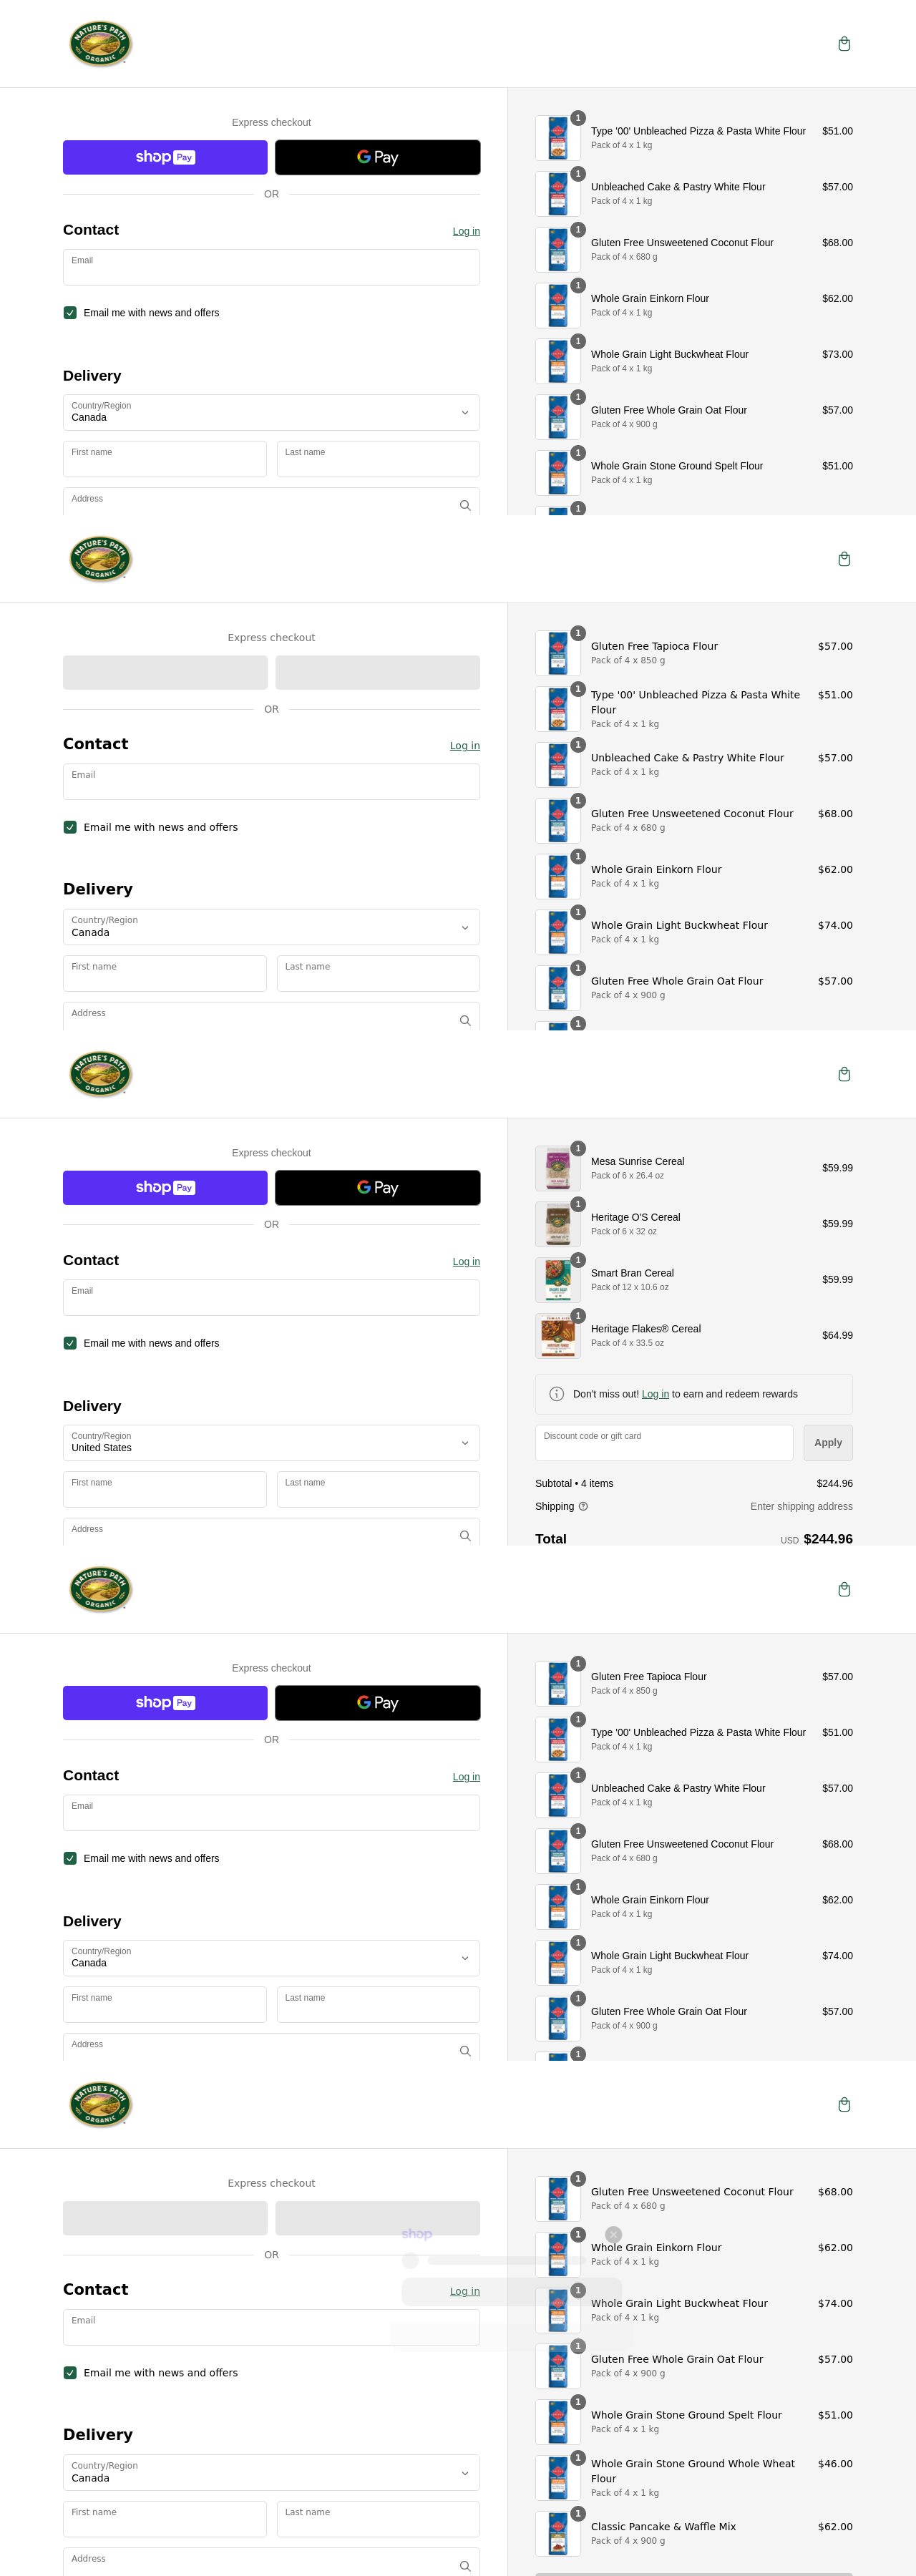 NATURE'S PATH
ORGANIC
Express checkout
shop Pay
G Pay
OR
Contact
Log in
Email
Email me with news and offers
Delivery
Country/Region
Canada
First name
Last name
Address
1
Type '00' Unbleached Pizza & Pasta White Flour
$51.00
Pack of 4 x 1 kg
1
Unbleached Cake & Pastry White Flour
$57.00
Pack of 4 x 1 kg
1
Gluten Free Unsweetened Coconut Flour
$68.00
Pack of 4 x 680 g
1
Whole Grain Einkorn Flour
$62.00
Pack of 4 x 1 kg
1
Whole Grain Light Buckwheat Flour
$73.00
Pack of 4 x 1 kg
1
Gluten Free Whole Grain Oat Flour
$57.00
Pack of 4 x 900 g
1
Whole Grain Stone Ground Spelt Flour
$51.00
Pack of 4 x 1 kg
1
NATURE'S PATH
ORGANIC
Express checkout
OR
Contact
Log in
Email
Email me with news and offers
Delivery
Country/Region
Canada
First name
Last name
Address
1
Gluten Free Tapioca Flour
$57.00
Pack of 4 x 850 g
1
Type '00' Unbleached Pizza & Pasta White
Flour
$51.00
Pack of 4 x 1 kg
1
Unbleached Cake & Pastry White Flour
$57.00
Pack of 4 x 1 kg
1
Gluten Free Unsweetened Coconut Flour
$68.00
Pack of 4 x 680 g
1
Whole Grain Einkorn Flour
$62.00
Pack of 4 x 1 kg
1
Whole Grain Light Buckwheat Flour
$74.00
Pack of 4 x 1 kg
1
Gluten Free Whole Grain Oat Flour
$57.00
Pack of 4 x 900 g
1
NATURE'S PATH
ORGANIC
Express checkout
shop Pay
G Pay
OR
Contact
Log in
Email
Email me with news and offers
Delivery
Country/Region
United States
First name
Last name
Address
1
Mesa Sunrise Cereal
$59.99
Pack of 6 x 26.4 oz
1
Heritage O'S Cereal
$59.99
Pack of 6 x 32 oz
1
Smart Bran Cereal
$59.99
Pack of 12 x 10.6 oz
1
Heritage Flakes® Cereal
$64.99
Pack of 4 x 33.5 oz
Don't miss out! Log in to earn and redeem rewards
Discount code or gift card
Apply
Subtotal • 4 items
$244.96
Shipping
Enter shipping address
Total
USD $244.96
NATURE'S PATH
ORGANIC
Express checkout
shop Pay
G Pay
OR
Contact
Log in
Email
Email me with news and offers
Delivery
Country/Region
Canada
First name
Last name
Address
1
Gluten Free Tapioca Flour
$57.00
Pack of 4 x 850 g
1
Type '00' Unbleached Pizza & Pasta White Flour
$51.00
Pack of 4 x 1 kg
1
Unbleached Cake & Pastry White Flour
$57.00
Pack of 4 x 1 kg
1
Gluten Free Unsweetened Coconut Flour
$68.00
Pack of 4 x 680 g
1
Whole Grain Einkorn Flour
$62.00
Pack of 4 x 1 kg
1
Whole Grain Light Buckwheat Flour
$74.00
Pack of 4 x 1 kg
1
Gluten Free Whole Grain Oat Flour
$57.00
Pack of 4 x 900 g
1
NATURE'S PATH
ORGANIC
Express checkout
shop
OR
Contact
Log in
Email
Email me with news and offers
Delivery
Country/Region
Canada
First name
Last name
Address
1
Gluten Free Unsweetened Coconut Flour
$68.00
Pack of 4 x 680 g
1
Whole Grain Einkorn Flour
$62.00
Pack of 4 x 1 kg
1
Whole Grain Light Buckwheat Flour
$74.00
Pack of 4 x 1 kg
1
Gluten Free Whole Grain Oat Flour
$57.00
Pack of 4 x 900 g
1
Whole Grain Stone Ground Spelt Flour
$51.00
Pack of 4 x 1 kg
1
Whole Grain Stone Ground Whole Wheat
Flour
$46.00
Pack of 4 x 1 kg
1
Classic Pancake & Waffle Mix
$62.00
Pack of 4 x 900 g